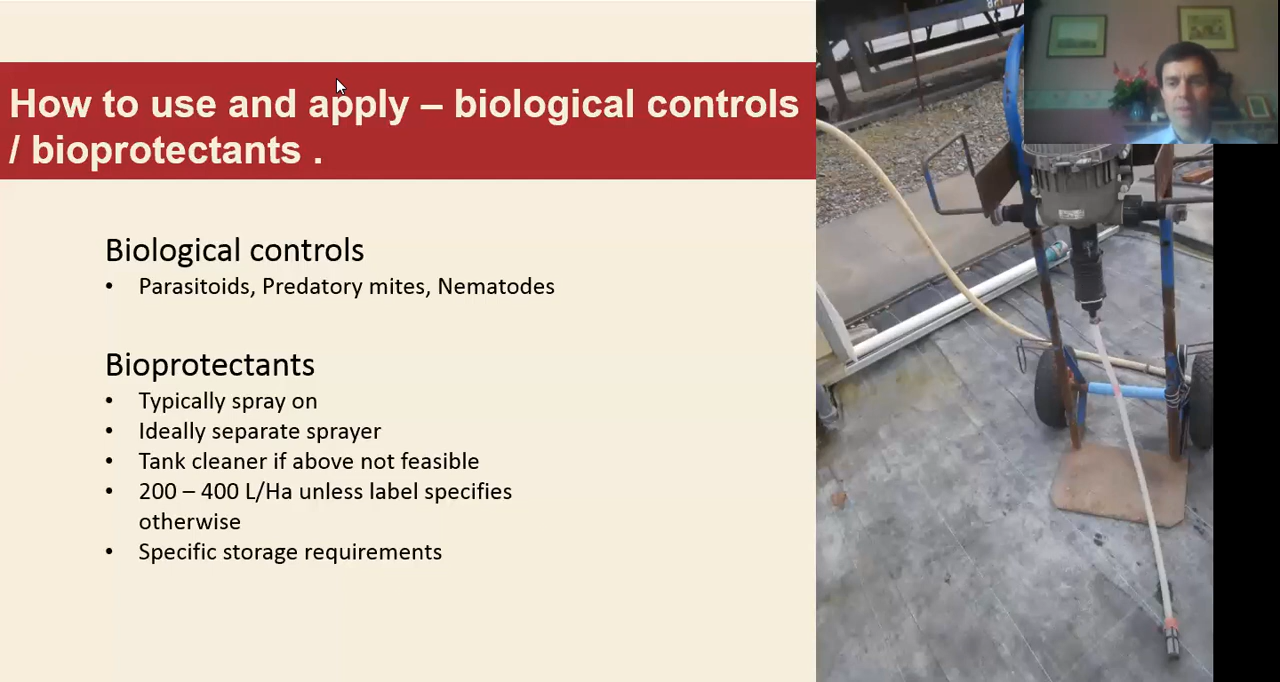 How to use and apply – biological controls
/ bioprotectants .
Biological controls
• Parasitoids, Predatory mites, Nematodes
Bioprotectants
• Typically spray on
• Ideally separate sprayer
• Tank cleaner if above not feasible
• 200 – 400 L/Ha unless label specifies
otherwise
• Specific storage requirements